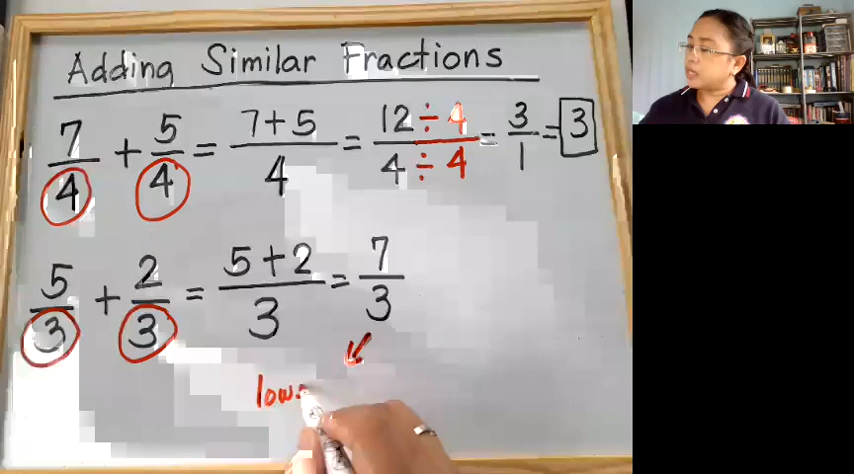 Adding Similar Fractions
7/4 + 5/4 = 7+5/4 = 12÷4/4÷4 = 3/1 = 3
5/3 + 2/3 = 5+2/3 = 7/3
low